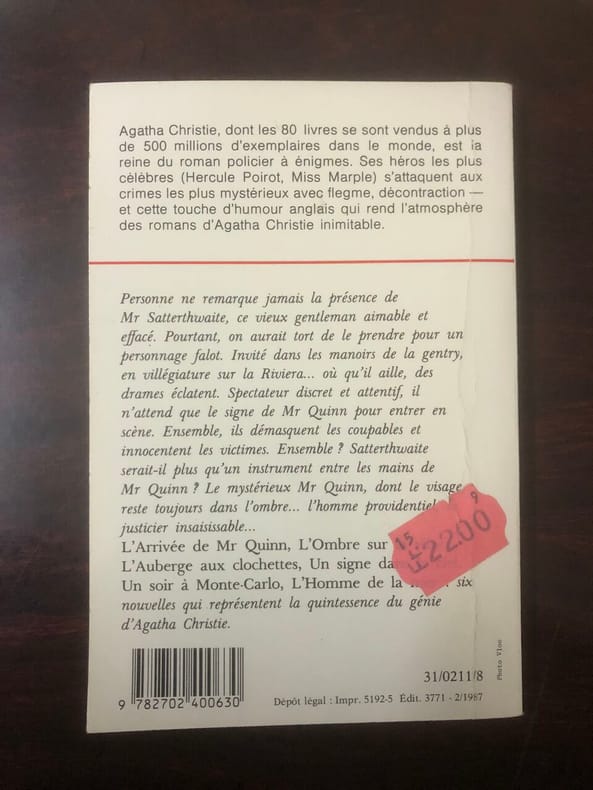 Agatha Christie, dont les 80 livres se sont vendus à plus
de 500 millions d'exemplaires dans le monde, est la
reine du roman policier à énigmes. Ses héros les plus
célèbres (Hercule Poirot, Miss Marple) s'attaquent aux
crimes les plus mystérieux avec flegme, décontraction —
et cette touche d'humour anglais qui rend l'atmosphère
des romans d'Agatha Christie inimitable.
Personne ne remarque jamais la présence de
Mr Satterthwaite, ce vieux gentleman aimable et
effacé. Pourtant, on aurait tort de le prendre pour un
personnage falot. Invité dans les manoirs de la gentry,
en villégiature sur la Riviera... où qu'il aille, des
drames éclatent. Spectateur discret et attentif, il
n'attend que le signe de Mr Quinn pour entrer en
scène. Ensemble, ils démasquent les coupables et
innocentent les victimes. Ensemble ? Satterthwaite
serait-il plus qu'un instrument entre les mains de
Mr Quinn ? Le mystérieux Mr Quinn, dont le visage
reste toujours dans l'ombre... l'homme providentiel
justicier insaisissable...
L'Arrivée de Mr Quinn, L'Ombre sur
L'Auberge aux clochettes, Un signe
Un soir à Monte-Carlo, L'Homme de la six
nouvelles qui représentent la quintessence du génie
d'Agatha Christie.
15 9
F2200
9 782702 400630
31/0211/8
Dépôt légal : Impr. 5192-5 Édit. 3771 - 2/1987
Photo Vloo